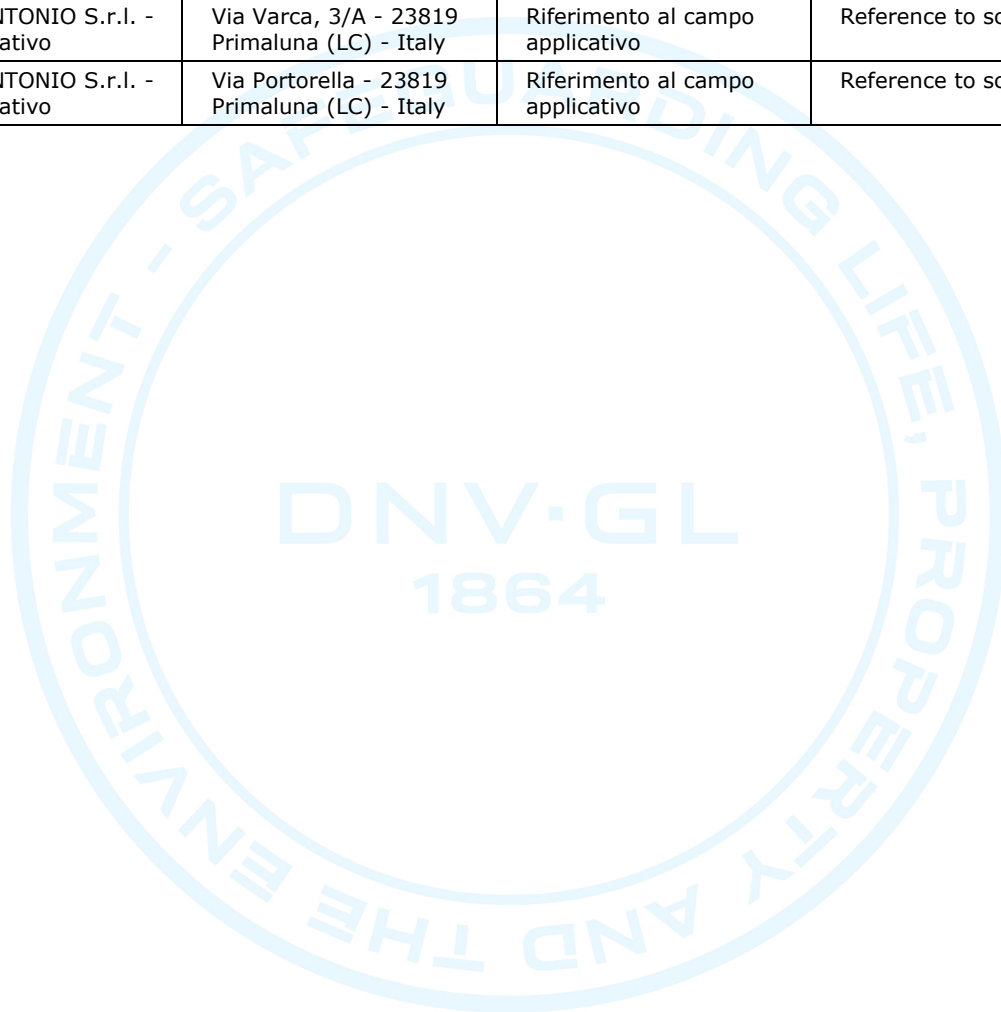 NTONIO S.r.l. -
ativo
Via Varca, 3/A - 23819
Primaluna (LC) - Italy
Riferimento al campo
applicativo
Reference to sc
NTONIO S.r.l. -
ativo
Via Portorella - 23819
Primaluna (LC) - Italy
Riferimento al campo
applicativo
Reference to sc
SAFEGUARDING LIFE, PROPERTY AND THE ENVIRONMENT -
DNV·GL
1864